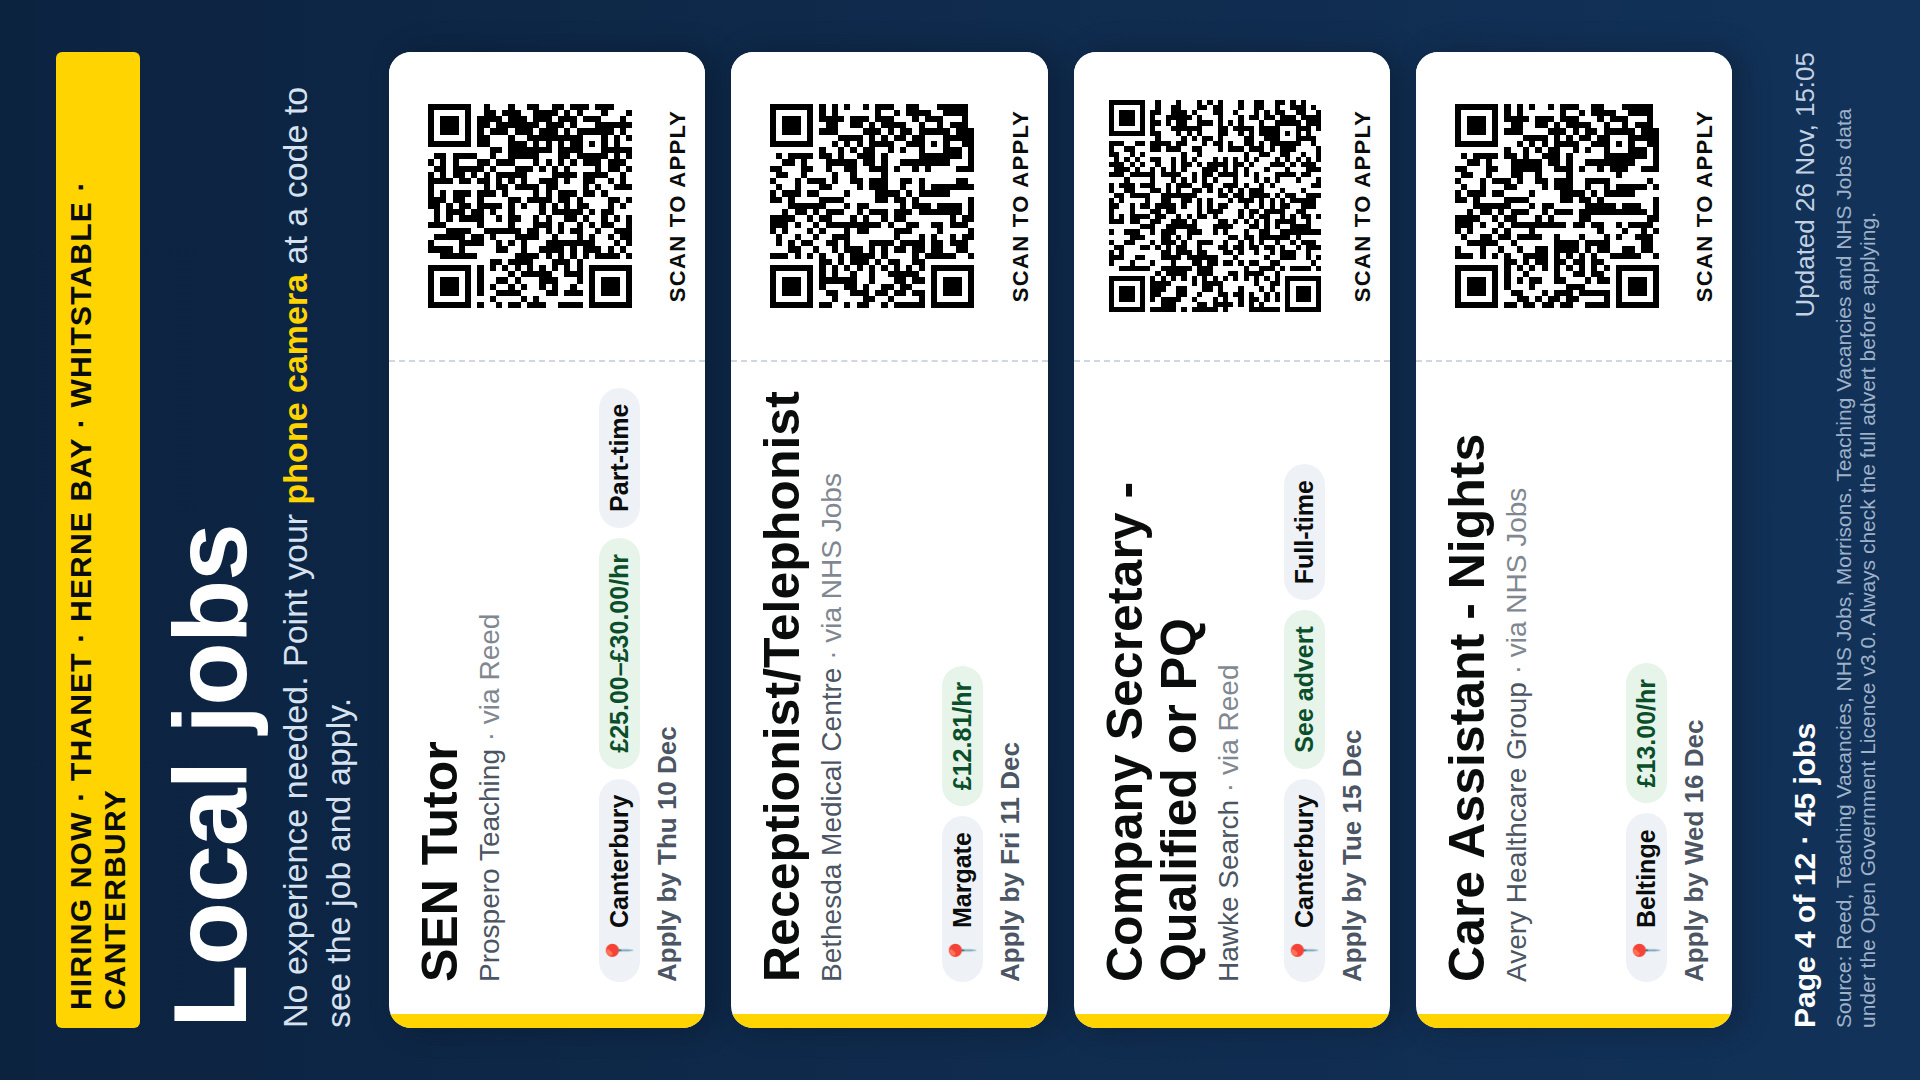 HIRING NOW · THANET · HERNE BAY · WHITSTABLE ·
CANTERBURY
Local jobs
No experience needed. Point your phone camera at a code to
see the job and apply.
SEN Tutor
Prospero Teaching · via Reed
📍 Canterbury £25.00–£30.00/hr Part-time
Apply by Thu 10 Dec
SCAN TO APPLY
Receptionist/Telephonist
Bethesda Medical Centre · via NHS Jobs
📍 Margate £12.81/hr
Apply by Fri 11 Dec
SCAN TO APPLY
Company Secretary -
Qualified or PQ
Hawke Search · via Reed
📍 Canterbury See advert Full-time
Apply by Tue 15 Dec
SCAN TO APPLY
Care Assistant - Nights
Avery Healthcare Group · via NHS Jobs
📍 Beltinge £13.00/hr
Apply by Wed 16 Dec
SCAN TO APPLY
Page 4 of 12 · 45 jobs
Updated 26 Nov, 15:05
Source: Reed, Teaching Vacancies, NHS Jobs, Morrisons. Teaching Vacancies and NHS Jobs data
under the Open Government Licence v3.0. Always check the full advert before applying.